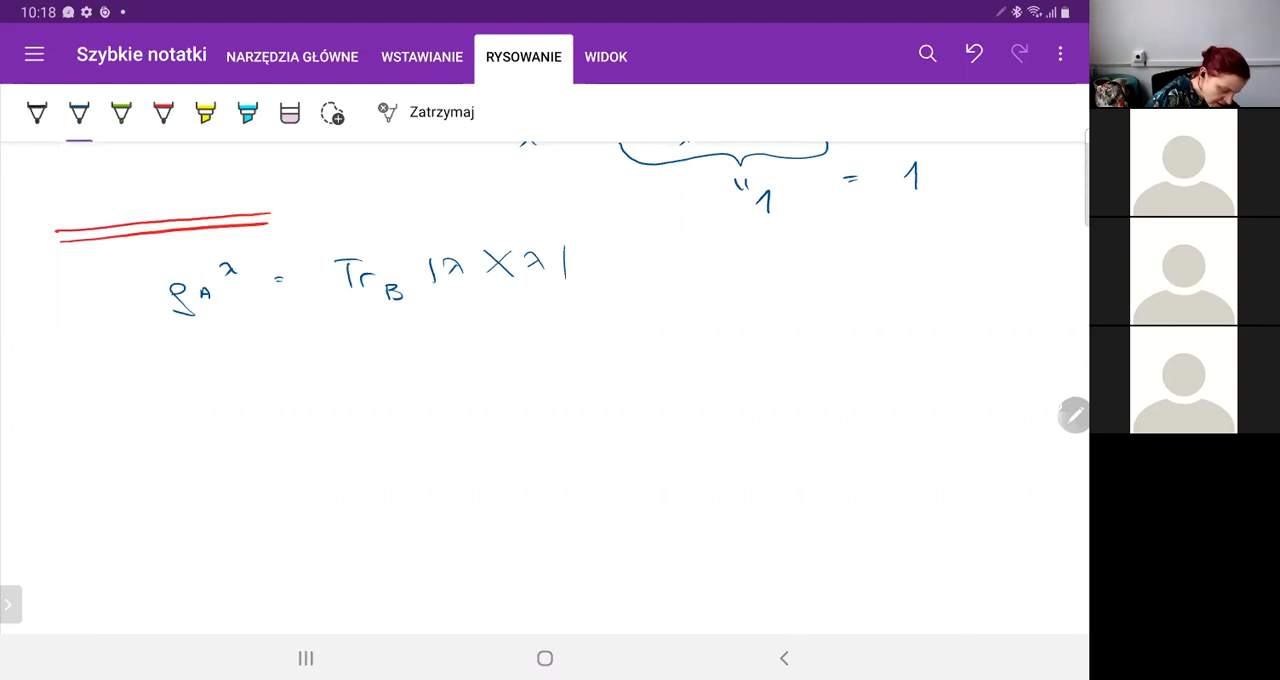 10:18
Szybkie notatki NARZĘDZIA GŁÓWNE WSTAWIANIE RYSOWANIE WIDOK
Zatrzymaj
" 1 = 1
ρ_A^λ = Tr_B |λ⟩⟨λ|